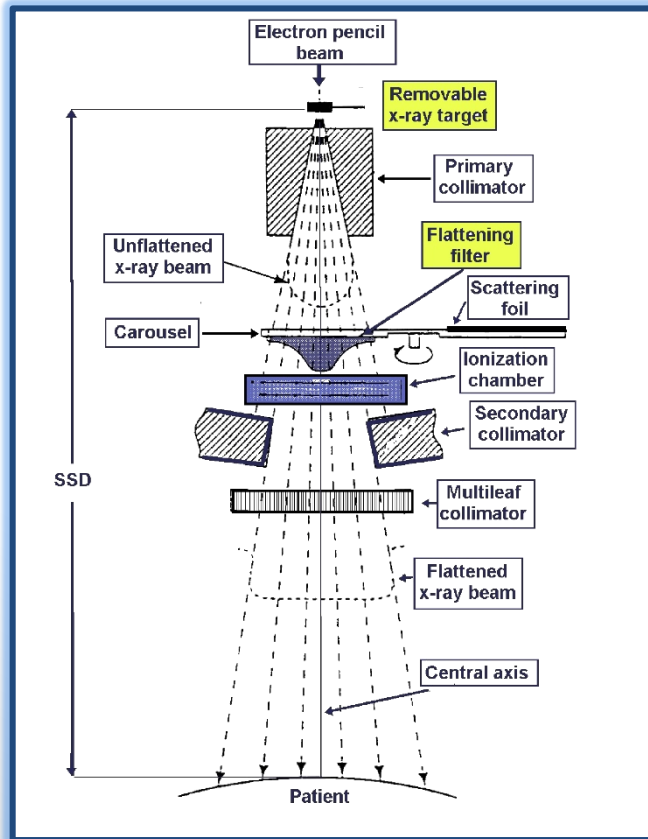 Electron pencil
beam
Removable
x-ray target
Primary
collimator
Unflattened
x-ray beam
Flattening
filter
Scattering
foil
Carousel
Ionization
chamber
Secondary
collimator
SSD
Multileaf
collimator
Flattened
x-ray beam
Central axis
Patient